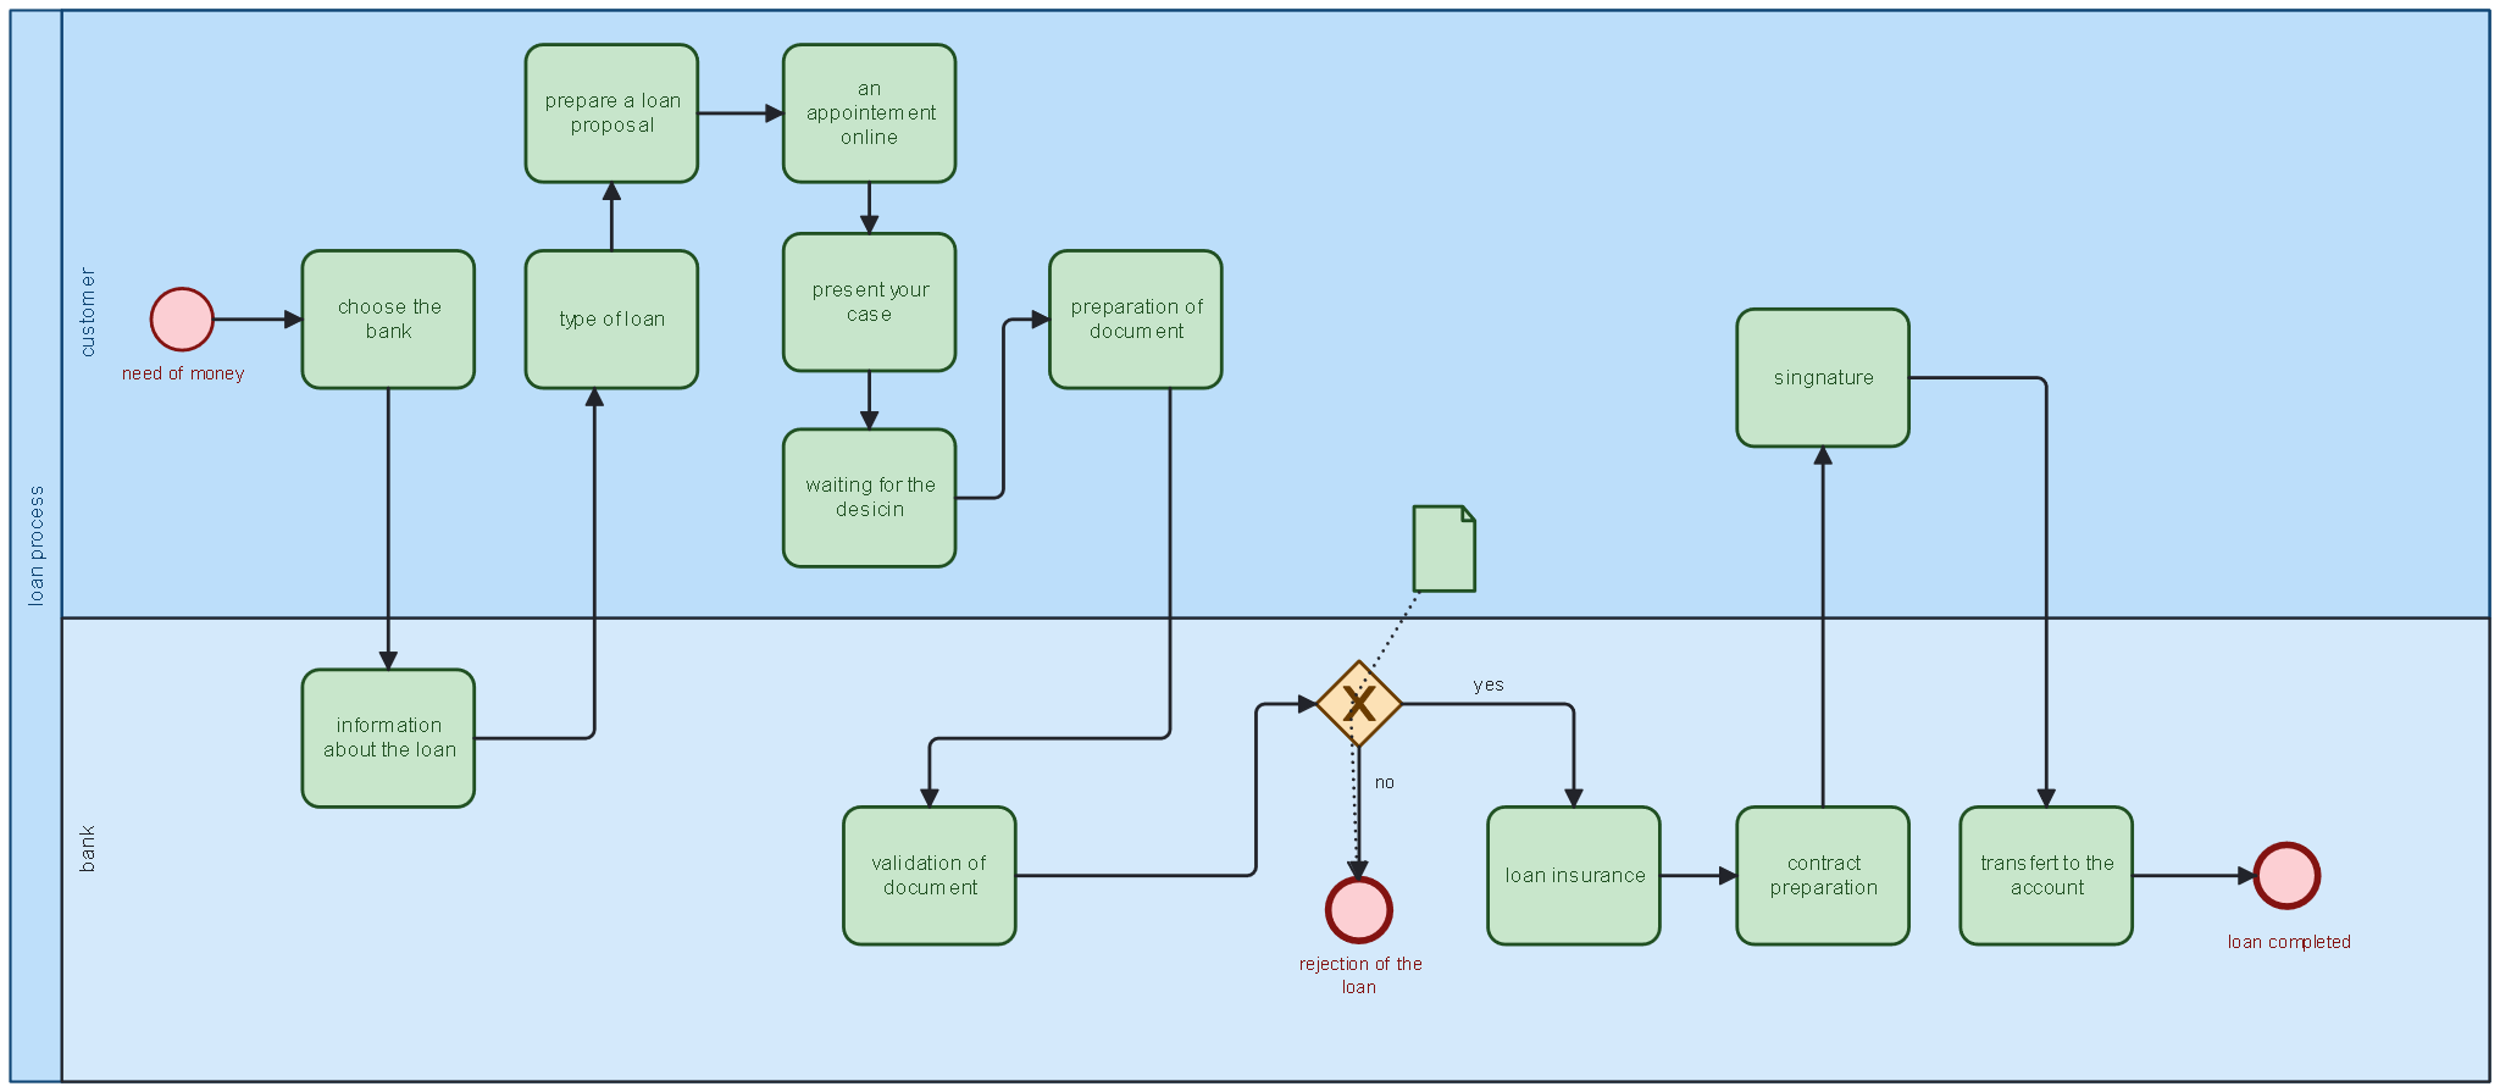 loan process
customer
need of money
choose the
bank
information
about the loan
type of loan
prepare a loan
proposal
an
appointement
online
present your
case
waiting for the
desicin
preparation of
document
bank
validation of
document
X
yes
no
rejection of the
loan
loan insurance
contract
preparation
singnature
transfert to the
account
loan completed